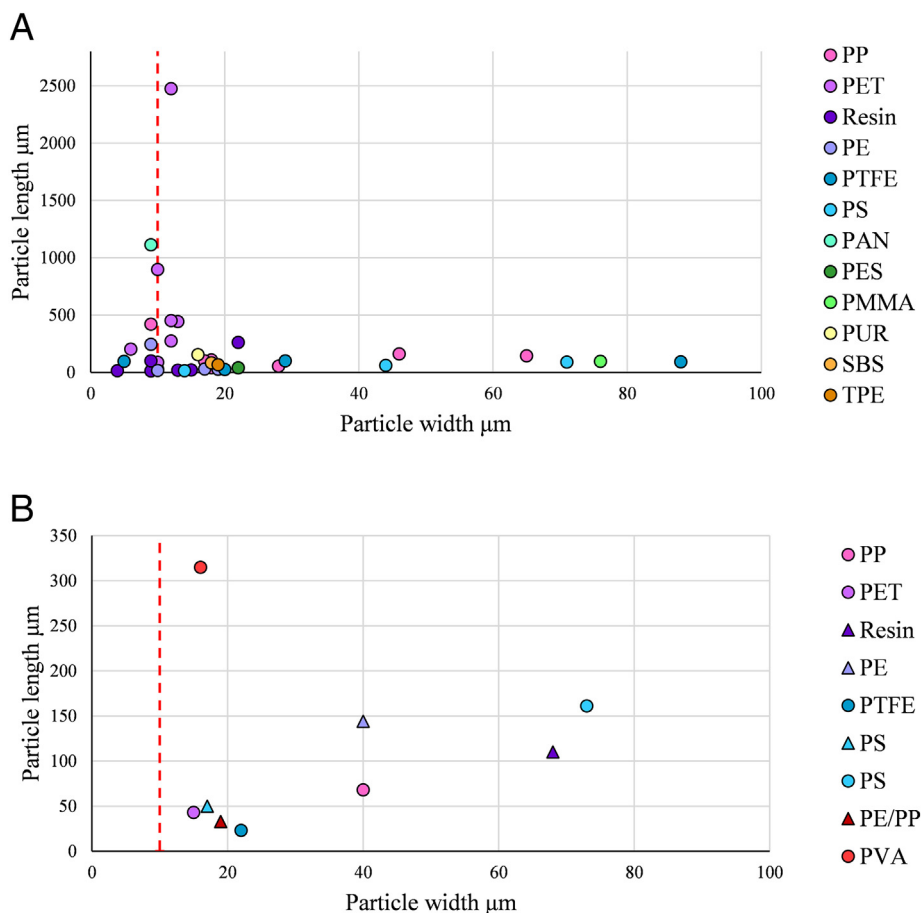 A
Particle length μm
2500
2000
1500
1000
500
0
0 20 40 60 80 100
Particle width μm
PP
PET
Resin
PE
PTFE
PS
PAN
PES
PMMA
PUR
SBS
TPE
B
Particle length μm
350
300
250
200
150
100
50
0
0 20 40 60 80 100
Particle width μm
PP
PET
Resin
PE
PTFE
PS
PS
PE/PP
PVA